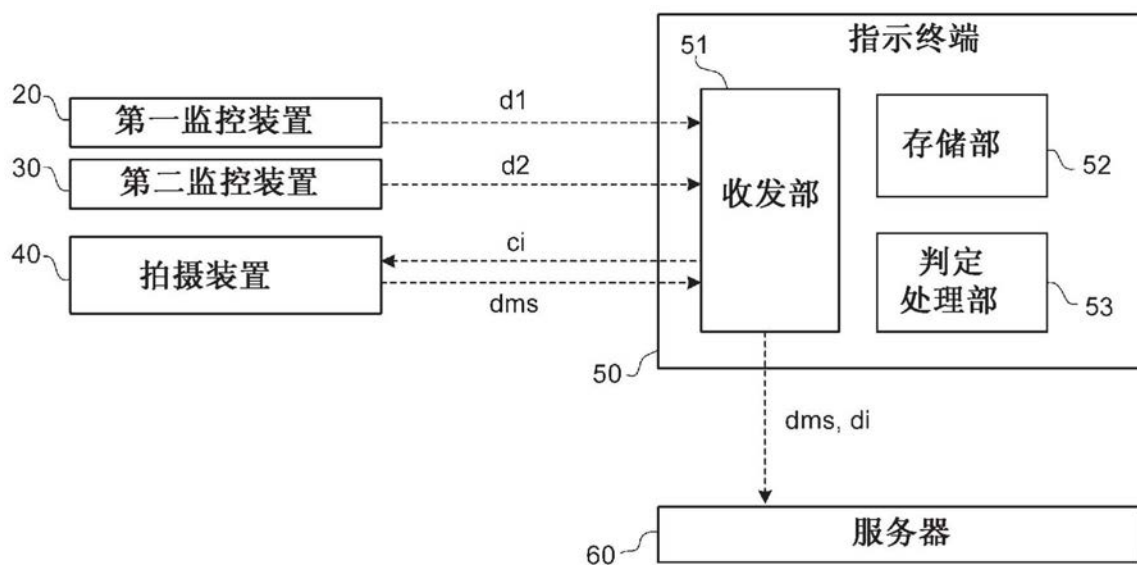 指示终端
51
20
第一监控装置
d1
30
第二监控装置
d2
收发部
存储部
52
40
拍摄装置
ci
dms
判定
处理部
53
50
dms, di
60
服务器